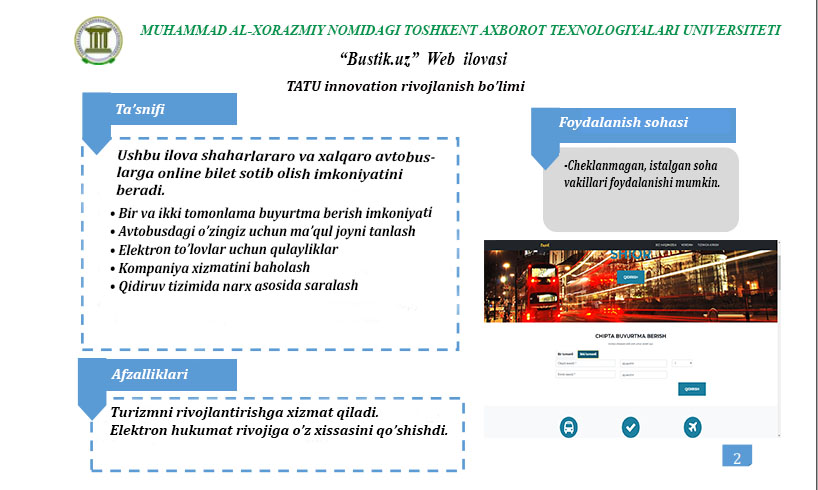 MUHAMMAD AL-XORAZMIY NOMIDAGI TOSHKENT AXBOROT TEXNOLOGIYALARI UNIVERSITETI
“Bustik.uz” Web ilovasi
TATU innovation rivojlanish bo’limi
Ta’snifi
Ushbu ilova shaharlararo va xalqaro avtobus-
larga online bilet sotib olish imkoniyatini
beradi.
• Bir va ikki tomonlama buyurtma berish imkoniyati
• Avtobusdagi o’zingiz uchun ma’qul joyni tanlash
• Elektron to’lovlar uchun qulayliklar
• Kompaniya xizmatini baholash
• Qidiruv tizimida narx asosida saralash
Afzalliklari
Turizmni rivojlantirishga xizmat qiladi.
Elektron hukumat rivojiga o’z xissasini qo’shishdi.
Foydalanish sohasi
-Cheklanmagan, istalgan soha
vakillari foydalanishi mumkin.
CHIPTA BUYURTMA BERISH
QIDIRISH
2